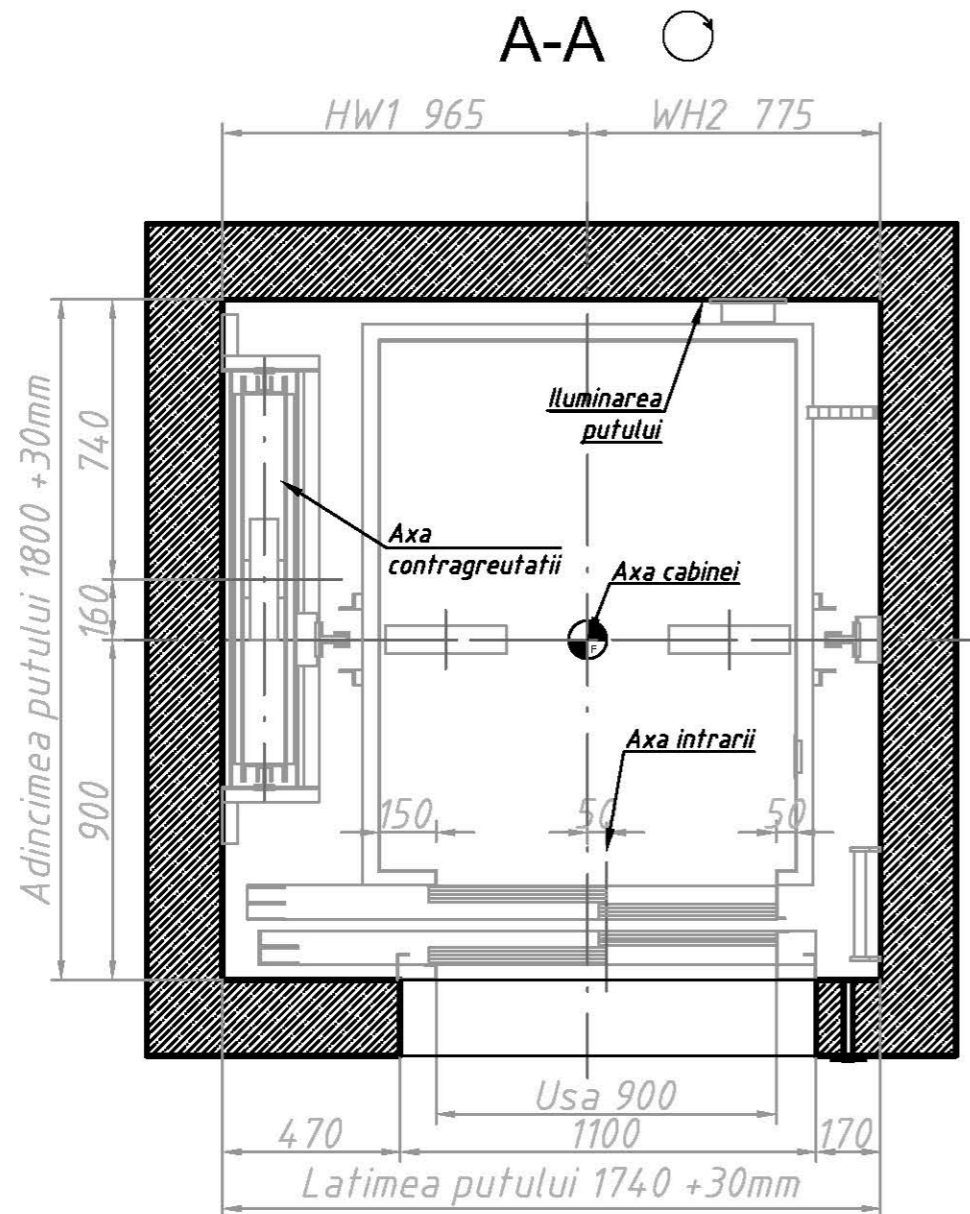 A-A
HW1 965
WH2 775
Iluminarea
putului
Axa
contragreutatii
Axa cabinei
F
Axa intrarii
150
50
50
740
160
900
Adincimea putului 1800 +30mm
Usa 900
470
1100
170
Latimea putului 1740 +30mm